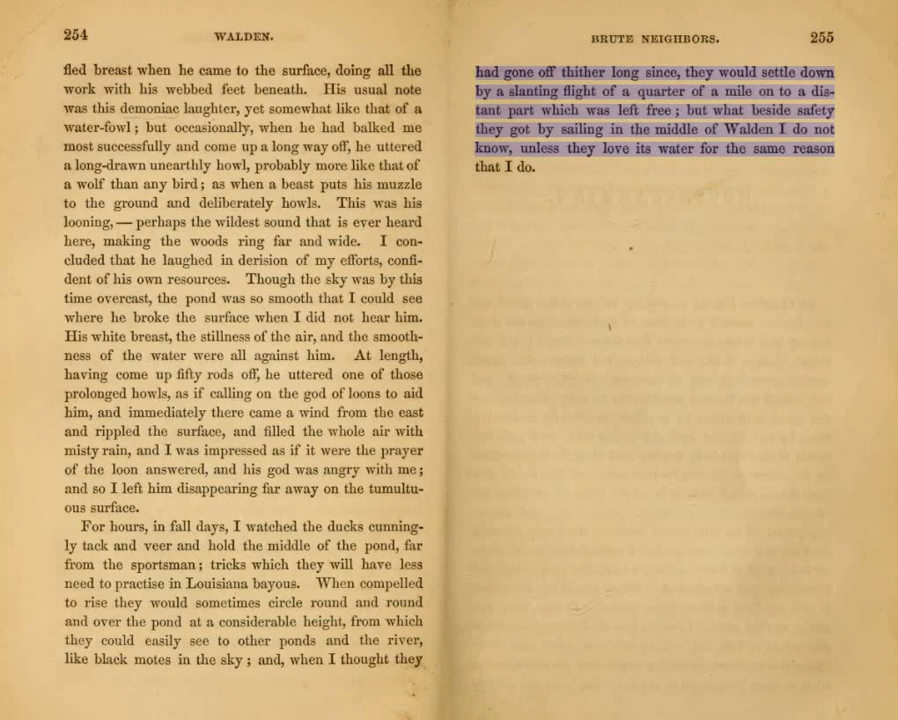 254
WALDEN.
fled breast when he came to the surface, doing all the
work with his webbed feet beneath. His usual note
was this demoniac laughter, yet somewhat like that of a
water-fowl; but occasionally, when he had balked me
most successfully and come up a long way off, he uttered
a long-drawn unearthly howl, probably more like that of
a wolf than any bird; as when a beast puts his muzzle
to the ground and deliberately howls. This was his
looning, — perhaps the wildest sound that is ever heard
here, making the woods ring far and wide. I con-
cluded that he laughed in derision of my efforts, confi-
dent of his own resources. Though the sky was by this
time overcast, the pond was so smooth that I could see
where he broke the surface when I did not hear him.
His white breast, the stillness of the air, and the smooth-
ness of the water were all against him. At length,
having come up fifty rods off, he uttered one of those
prolonged howls, as if calling on the god of loons to aid
him, and immediately there came a wind from the east
and rippled the surface, and filled the whole air with
misty rain, and I was impressed as if it were the prayer
of the loon answered, and his god was angry with me;
and so I left him disappearing far away on the tumultu-
ous surface.
For hours, in fall days, I watched the ducks cunning-
ly tack and veer and hold the middle of the pond, far
from the sportsman; tricks which they will have less
need to practise in Louisiana bayous. When compelled
to rise they would sometimes circle round and round
and over the pond at a considerable height, from which
they could easily see to other ponds and the river,
like black motes in the sky; and, when I thought they
BRUTE NEIGHBORS.
255
had gone off thither long since, they would settle down
by a slanting flight of a quarter of a mile on to a dis-
tant part which was left free; but what beside safety
they got by sailing in the middle of Walden I do not
know, unless they love its water for the same reason
that I do.